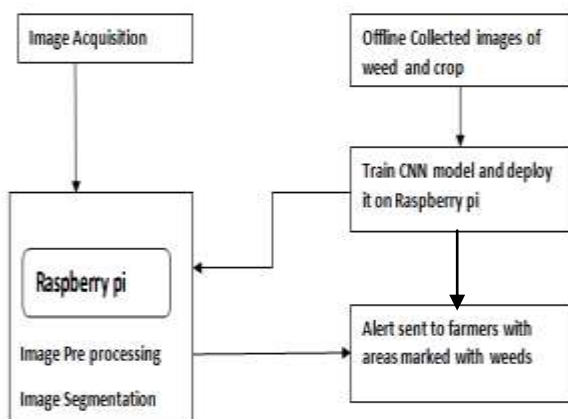 Image Acquisition
Offline Collected images of
weed and crop
Train CNN model and deploy
it on Raspberry pi
Raspberry pi
Image Pre processing
Image Segmentation
Alert sent to farmers with
areas marked with weeds